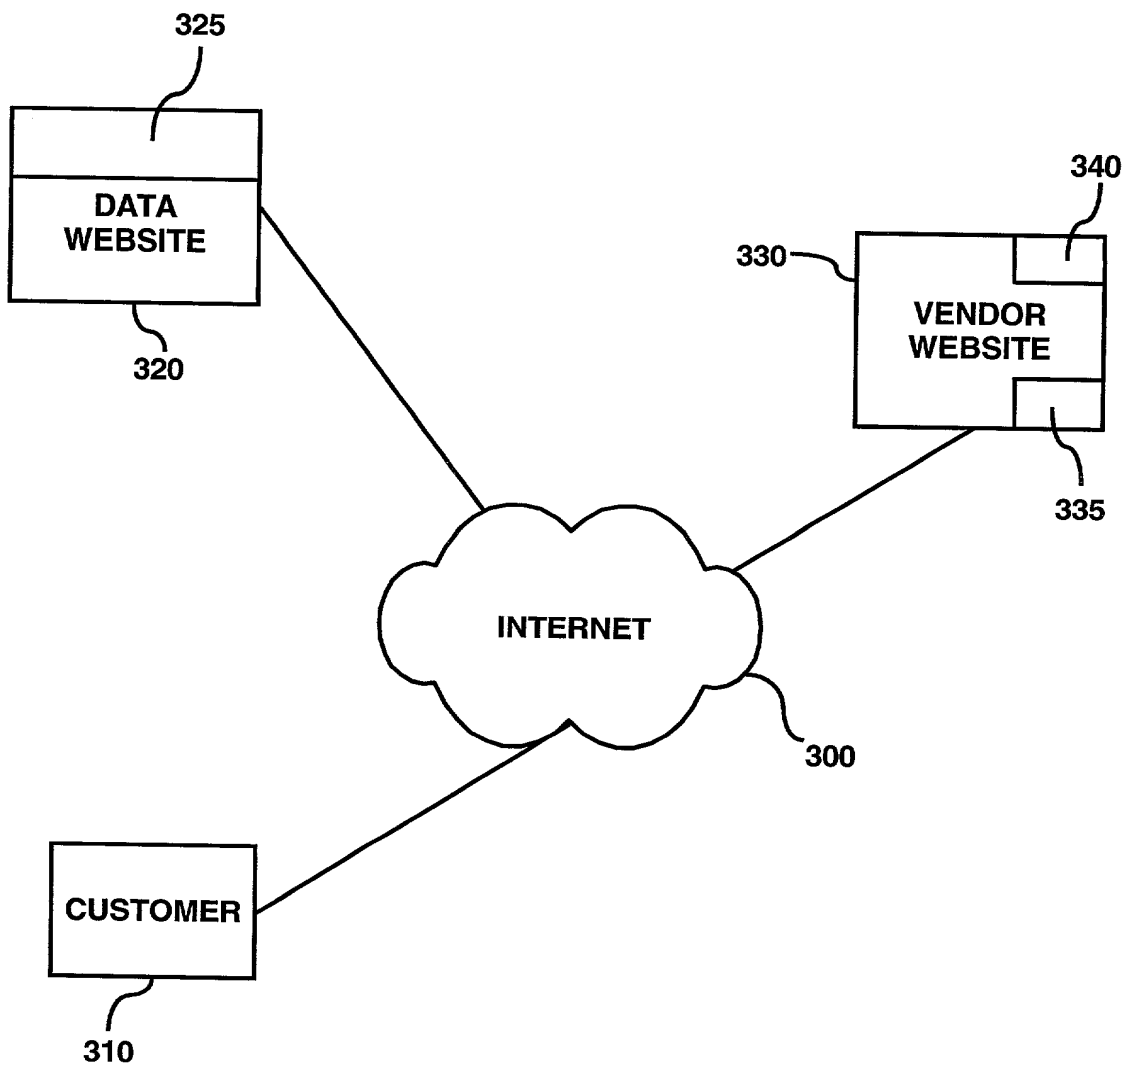 325
DATA
WEBSITE
320
340
330
VENDOR
WEBSITE
335
INTERNET
300
CUSTOMER
310